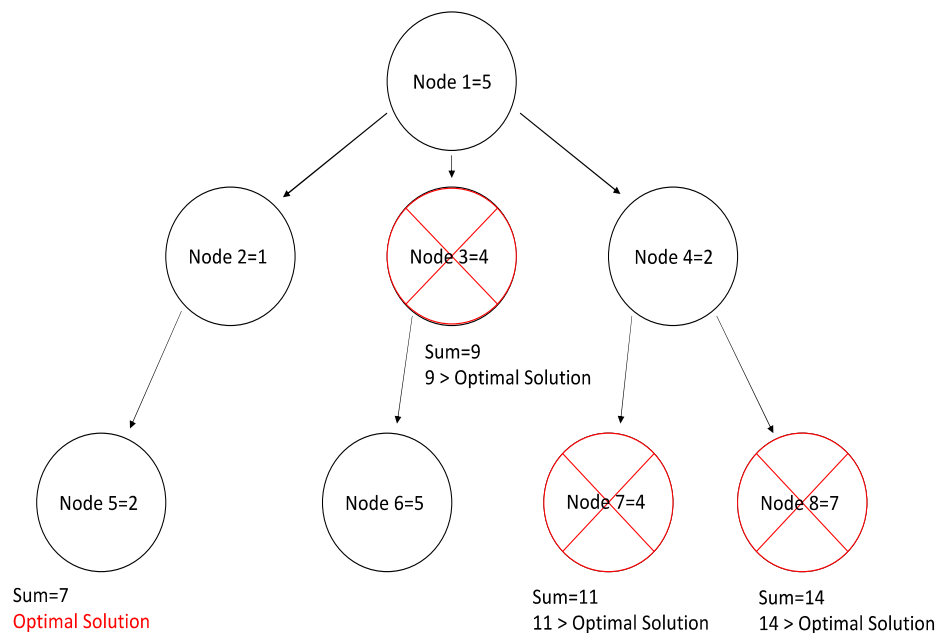 Node 1=5
Node 2=1
Node 3=4
Node 4=2
Sum=9
9 > Optimal Solution
Node 5=2
Node 6=5
Node 7=4
Node 8=7
Sum=7
Optimal Solution
Sum=11
11 > Optimal Solution
Sum=14
14 > Optimal Solution